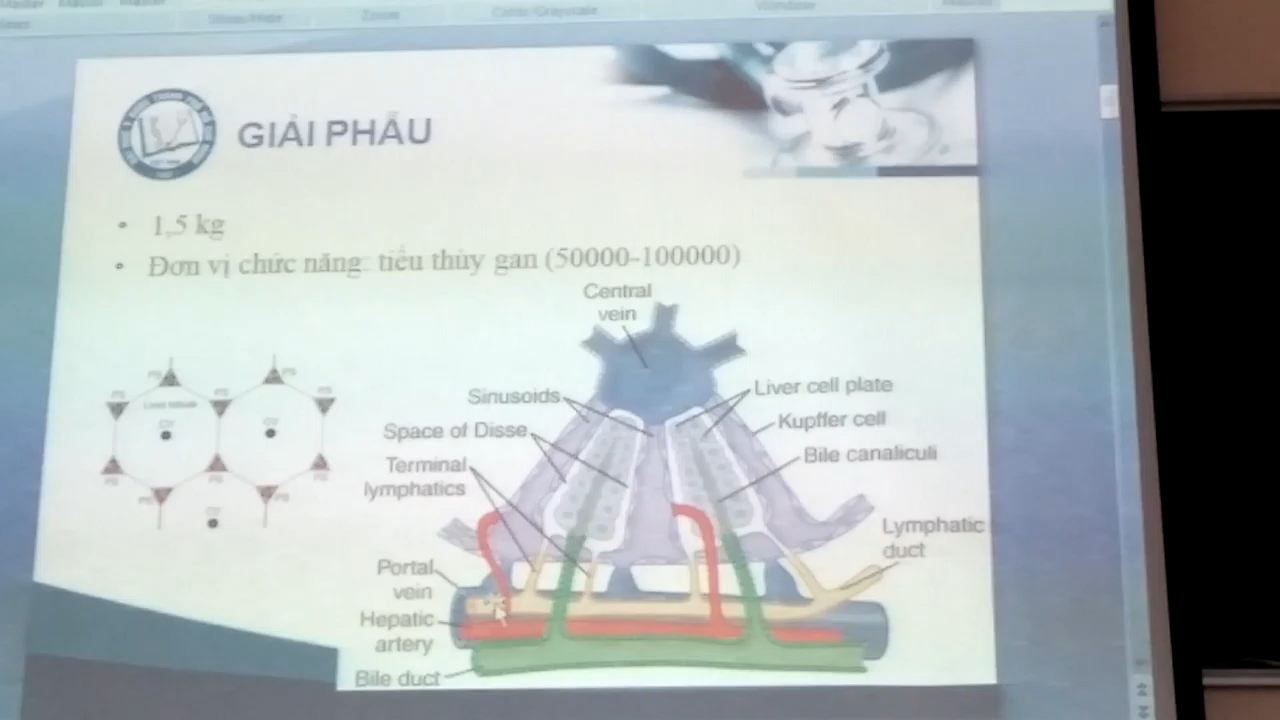 GIẢI PHẪU
• 1,5 kg
• Đơn vị chức năng: tiểu thùy gan (50000-100000)
Central
vein
Sinusoids
Liver cell plate
Space of Disse
Kupffer cell
Terminal
lymphatics
Bile canaliculi
Lymphatic
duct
Portal
vein
Hepatic
artery
Bile duct